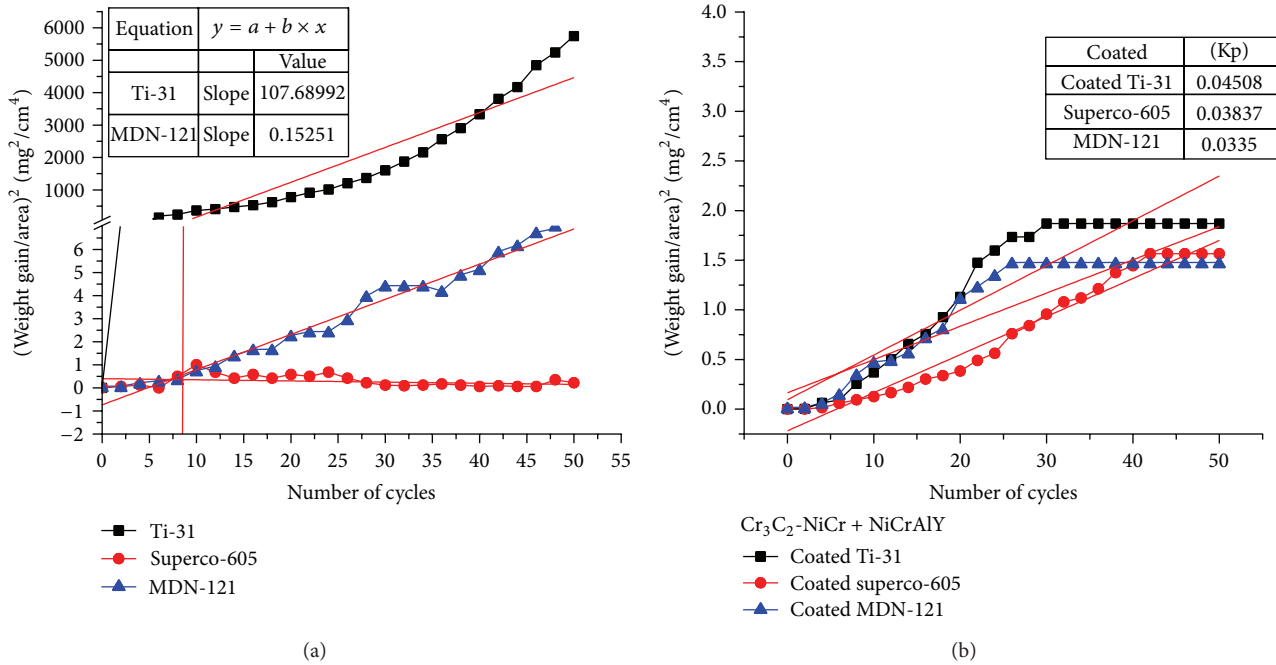 Equation y = a + b × x
Value
Ti-31 Slope 107.68992
MDN-121 Slope 0.15251
6000
5000
4000
3000
2000
1000
6
5
4
3
2
1
0
−1
−2
0 5 10 15 20 25 30 35 40 45 50 55
(Weight gain/area)² (mg²/cm⁴)
Number of cycles
Ti-31
Superco-605
MDN-121
(a)
Coated (Kp)
Coated Ti-31 0.04508
Superco-605 0.03837
MDN-121 0.0335
4.0
3.5
3.0
2.5
2.0
1.5
1.0
0.5
0.0
0 10 20 30 40 50
(Weight gain/area)² (mg²/cm⁴)
Number of cycles
Cr₃C₂-NiCr + NiCrAlY
Coated Ti-31
Coated superco-605
Coated MDN-121
(b)